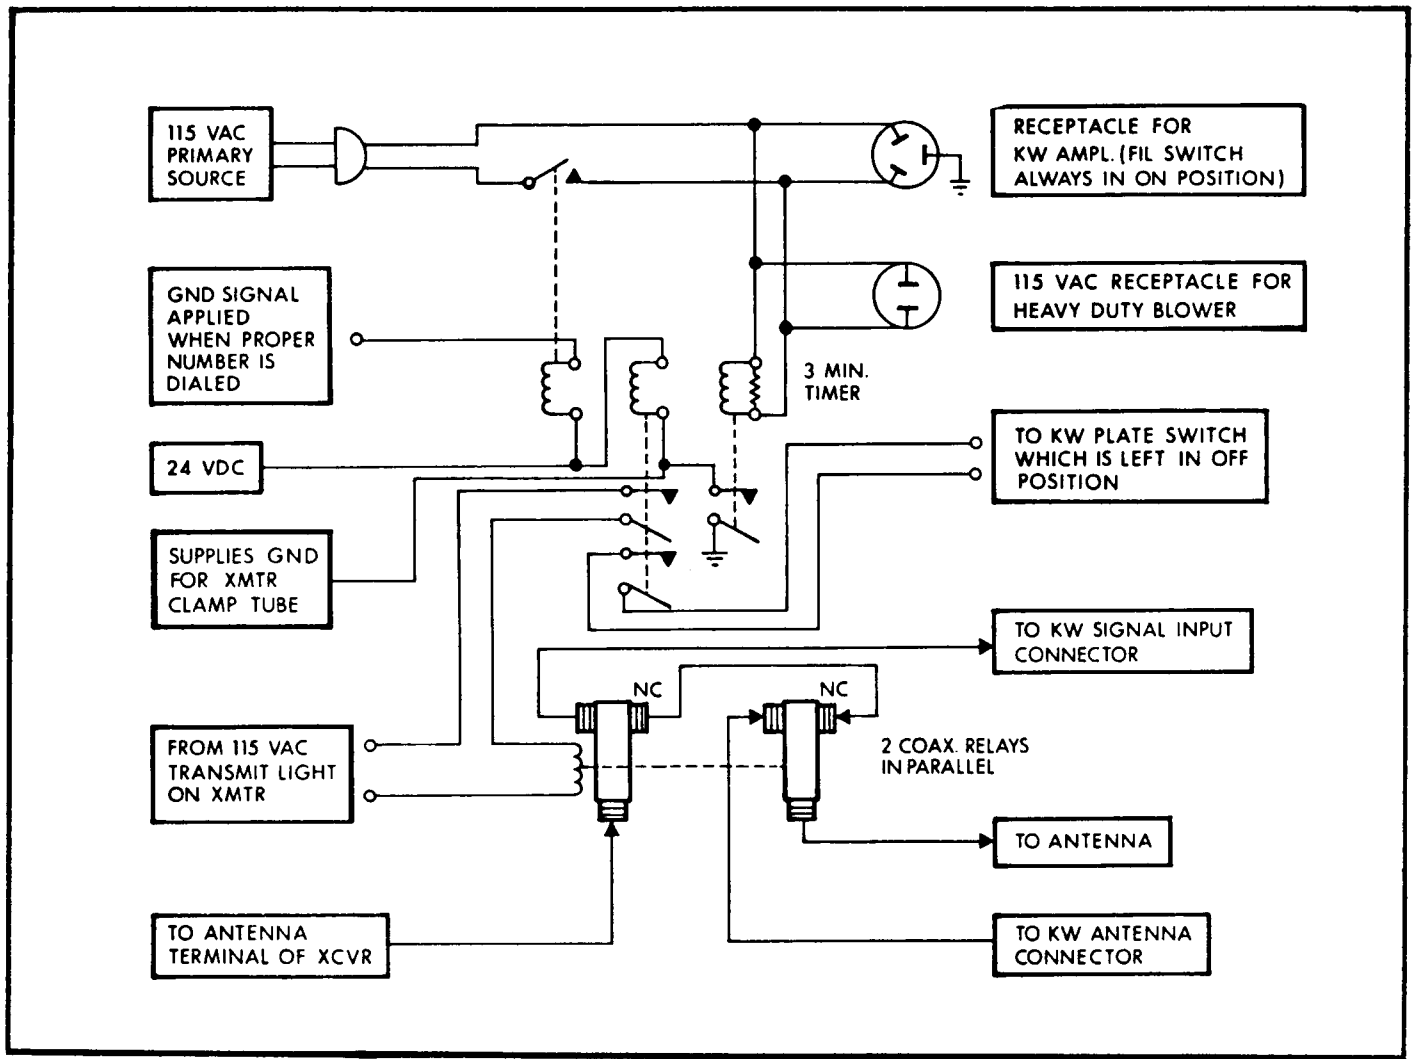 115 VAC
PRIMARY
SOURCE
RECEPTACLE FOR
KW AMPL. (FIL SWITCH
ALWAYS IN ON POSITION)
GND SIGNAL
APPLIED
WHEN PROPER
NUMBER IS
DIALED
115 VAC RECEPTACLE FOR
HEAVY DUTY BLOWER
3 MIN.
TIMER
24 VDC
TO KW PLATE SWITCH
WHICH IS LEFT IN OFF
POSITION
SUPPLIES GND
FOR XMTR
CLAMP TUBE
TO KW SIGNAL INPUT
CONNECTOR
NC
NC
FROM 115 VAC
TRANSMIT LIGHT
ON XMTR
2 COAX. RELAYS
IN PARALLEL
TO ANTENNA
TO ANTENNA
TERMINAL OF XCVR
TO KW ANTENNA
CONNECTOR